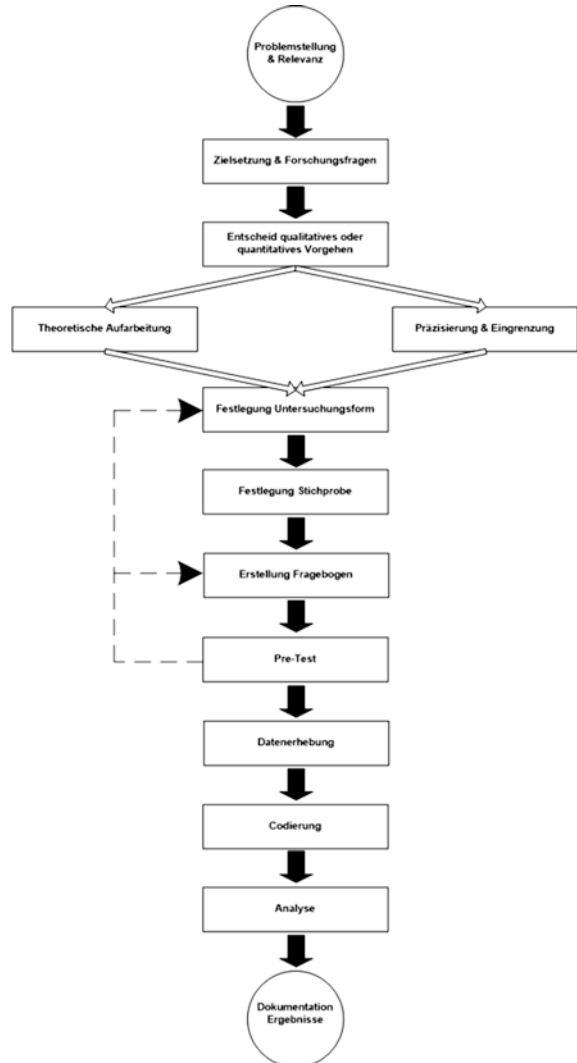 Problemstellung
& Relevanz
Zielsetzung & Forschungsfragen
Entscheid qualitatives oder
quantitatives Vorgehen
Theoretische Aufarbeitung
Präzisierung & Eingrenzung
Festlegung Untersuchungsform
Festlegung Stichprobe
Erstellung Fragebogen
Pre-Test
Datenerhebung
Codierung
Analyse
Dokumentation
Ergebnisse